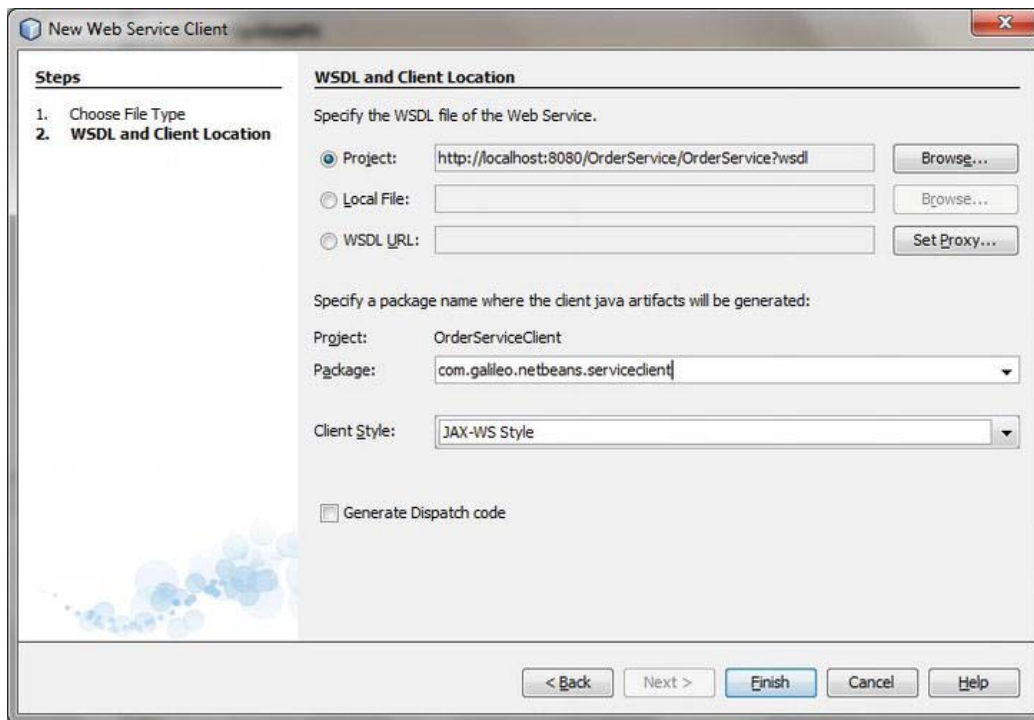 New Web Service Client
Steps
1. Choose File Type
2. WSDL and Client Location
WSDL and Client Location
Specify the WSDL file of the Web Service.
Project: http://localhost:8080/OrderService/OrderService?wsdl Browse...
Local File: Browse...
WSDL URL: Set Proxy...
Specify a package name where the client java artifacts will be generated:
Project: OrderServiceClient
Package: com.galileo.netbeans.serviceclient
Client Style: JAX-WS Style
Generate Dispatch code
< Back Next > Finish Cancel Help